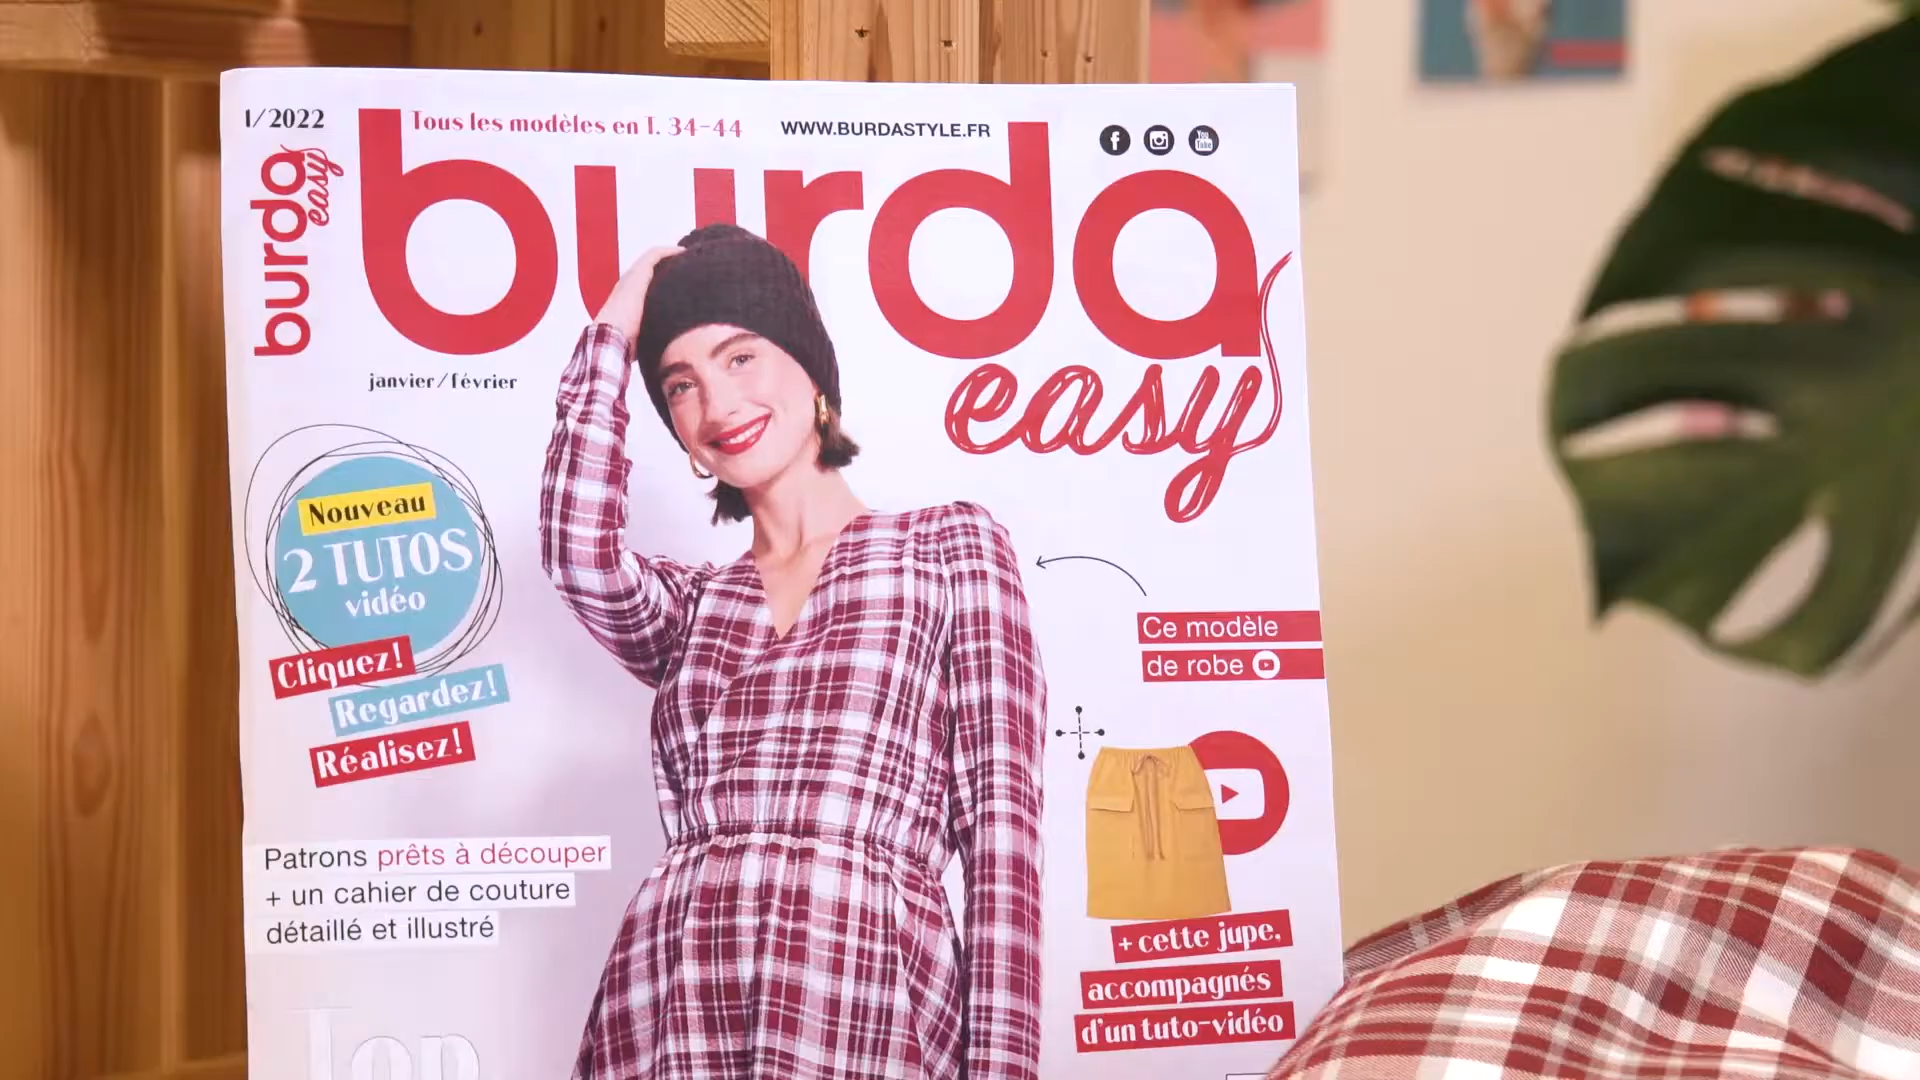 1/2022
Tous les modèles en T. 34-44
WWW.BURDASTYLE.FR
burda
easy
burda
easy
janvier/février
Nouveau
2 TUTOS
vidéo
Cliquez!
Regardez!
Réalisez!
Ce modèle
de robe
Patrons prêts à découper
+ un cahier de couture
détaillé et illustré
+ cette jupe,
accompagnés
d'un tuto-vidéo
Top